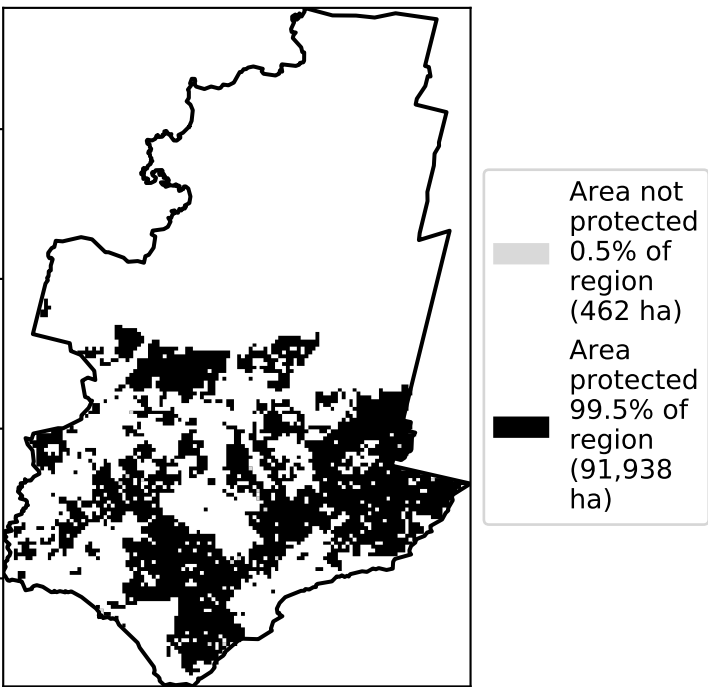 Area not
protected
0.5% of
region
(462 ha)
Area
protected
99.5% of
region
(91,938
ha)